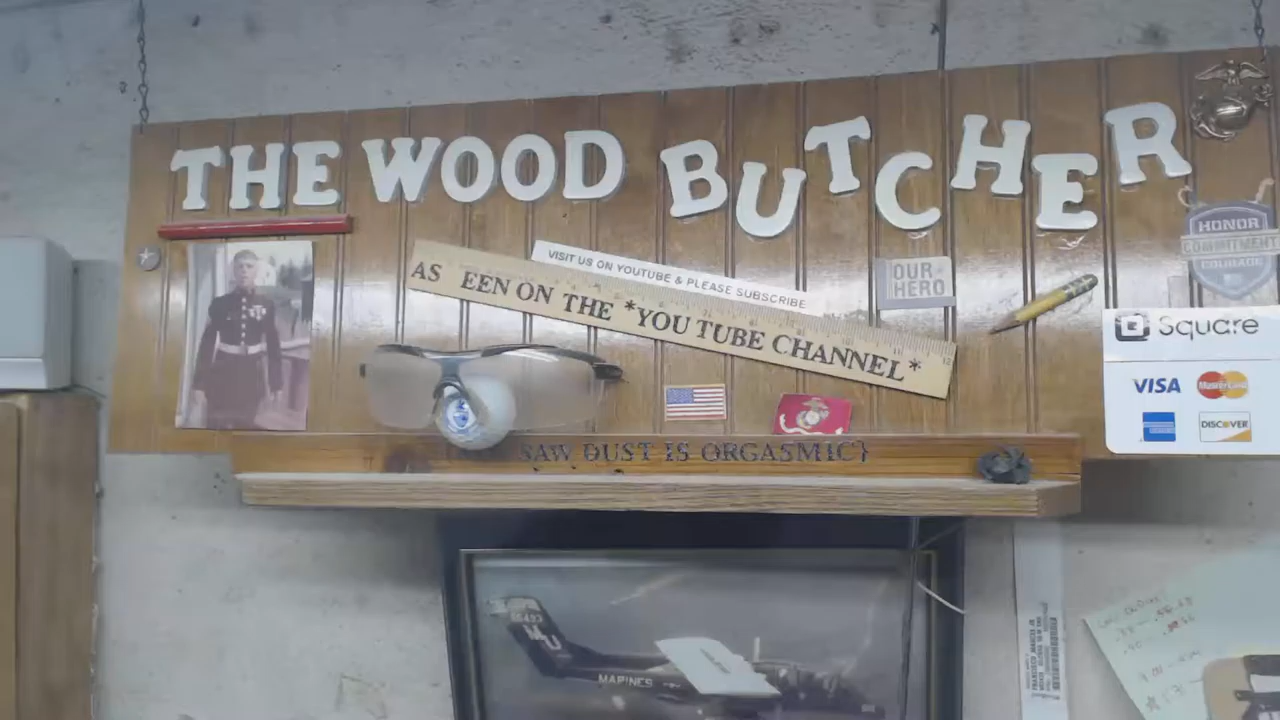 THE WOOD BUTCHER
HONOR
COMMITMENT
COURAGE
VISIT US ON YOUTUBE & PLEASE SUBSCRIBE
AS EEN ON THE *YOU TUBE CHANNEL*
OUR
HERO
Square
VISA MasterCard
DISCOVER
SAW DUST IS ORGASMIC}
MU
MARINES